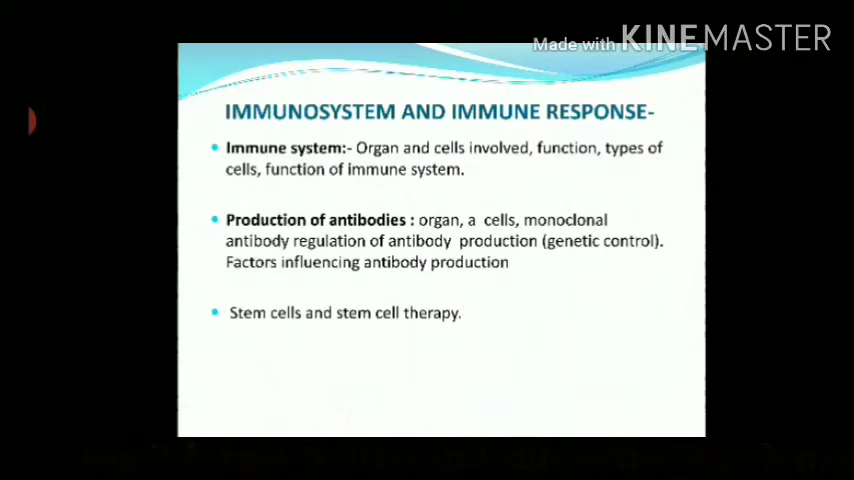 Made with KINEMASTER
IMMUNOSYSTEM AND IMMUNE RESPONSE-
Immune system:- Organ and cells involved, function, types of
cells, function of immune system.
Production of antibodies : organ, a cells, monoclonal
antibody regulation of antibody production (genetic control).
Factors influencing antibody production
Stem cells and stem cell therapy.